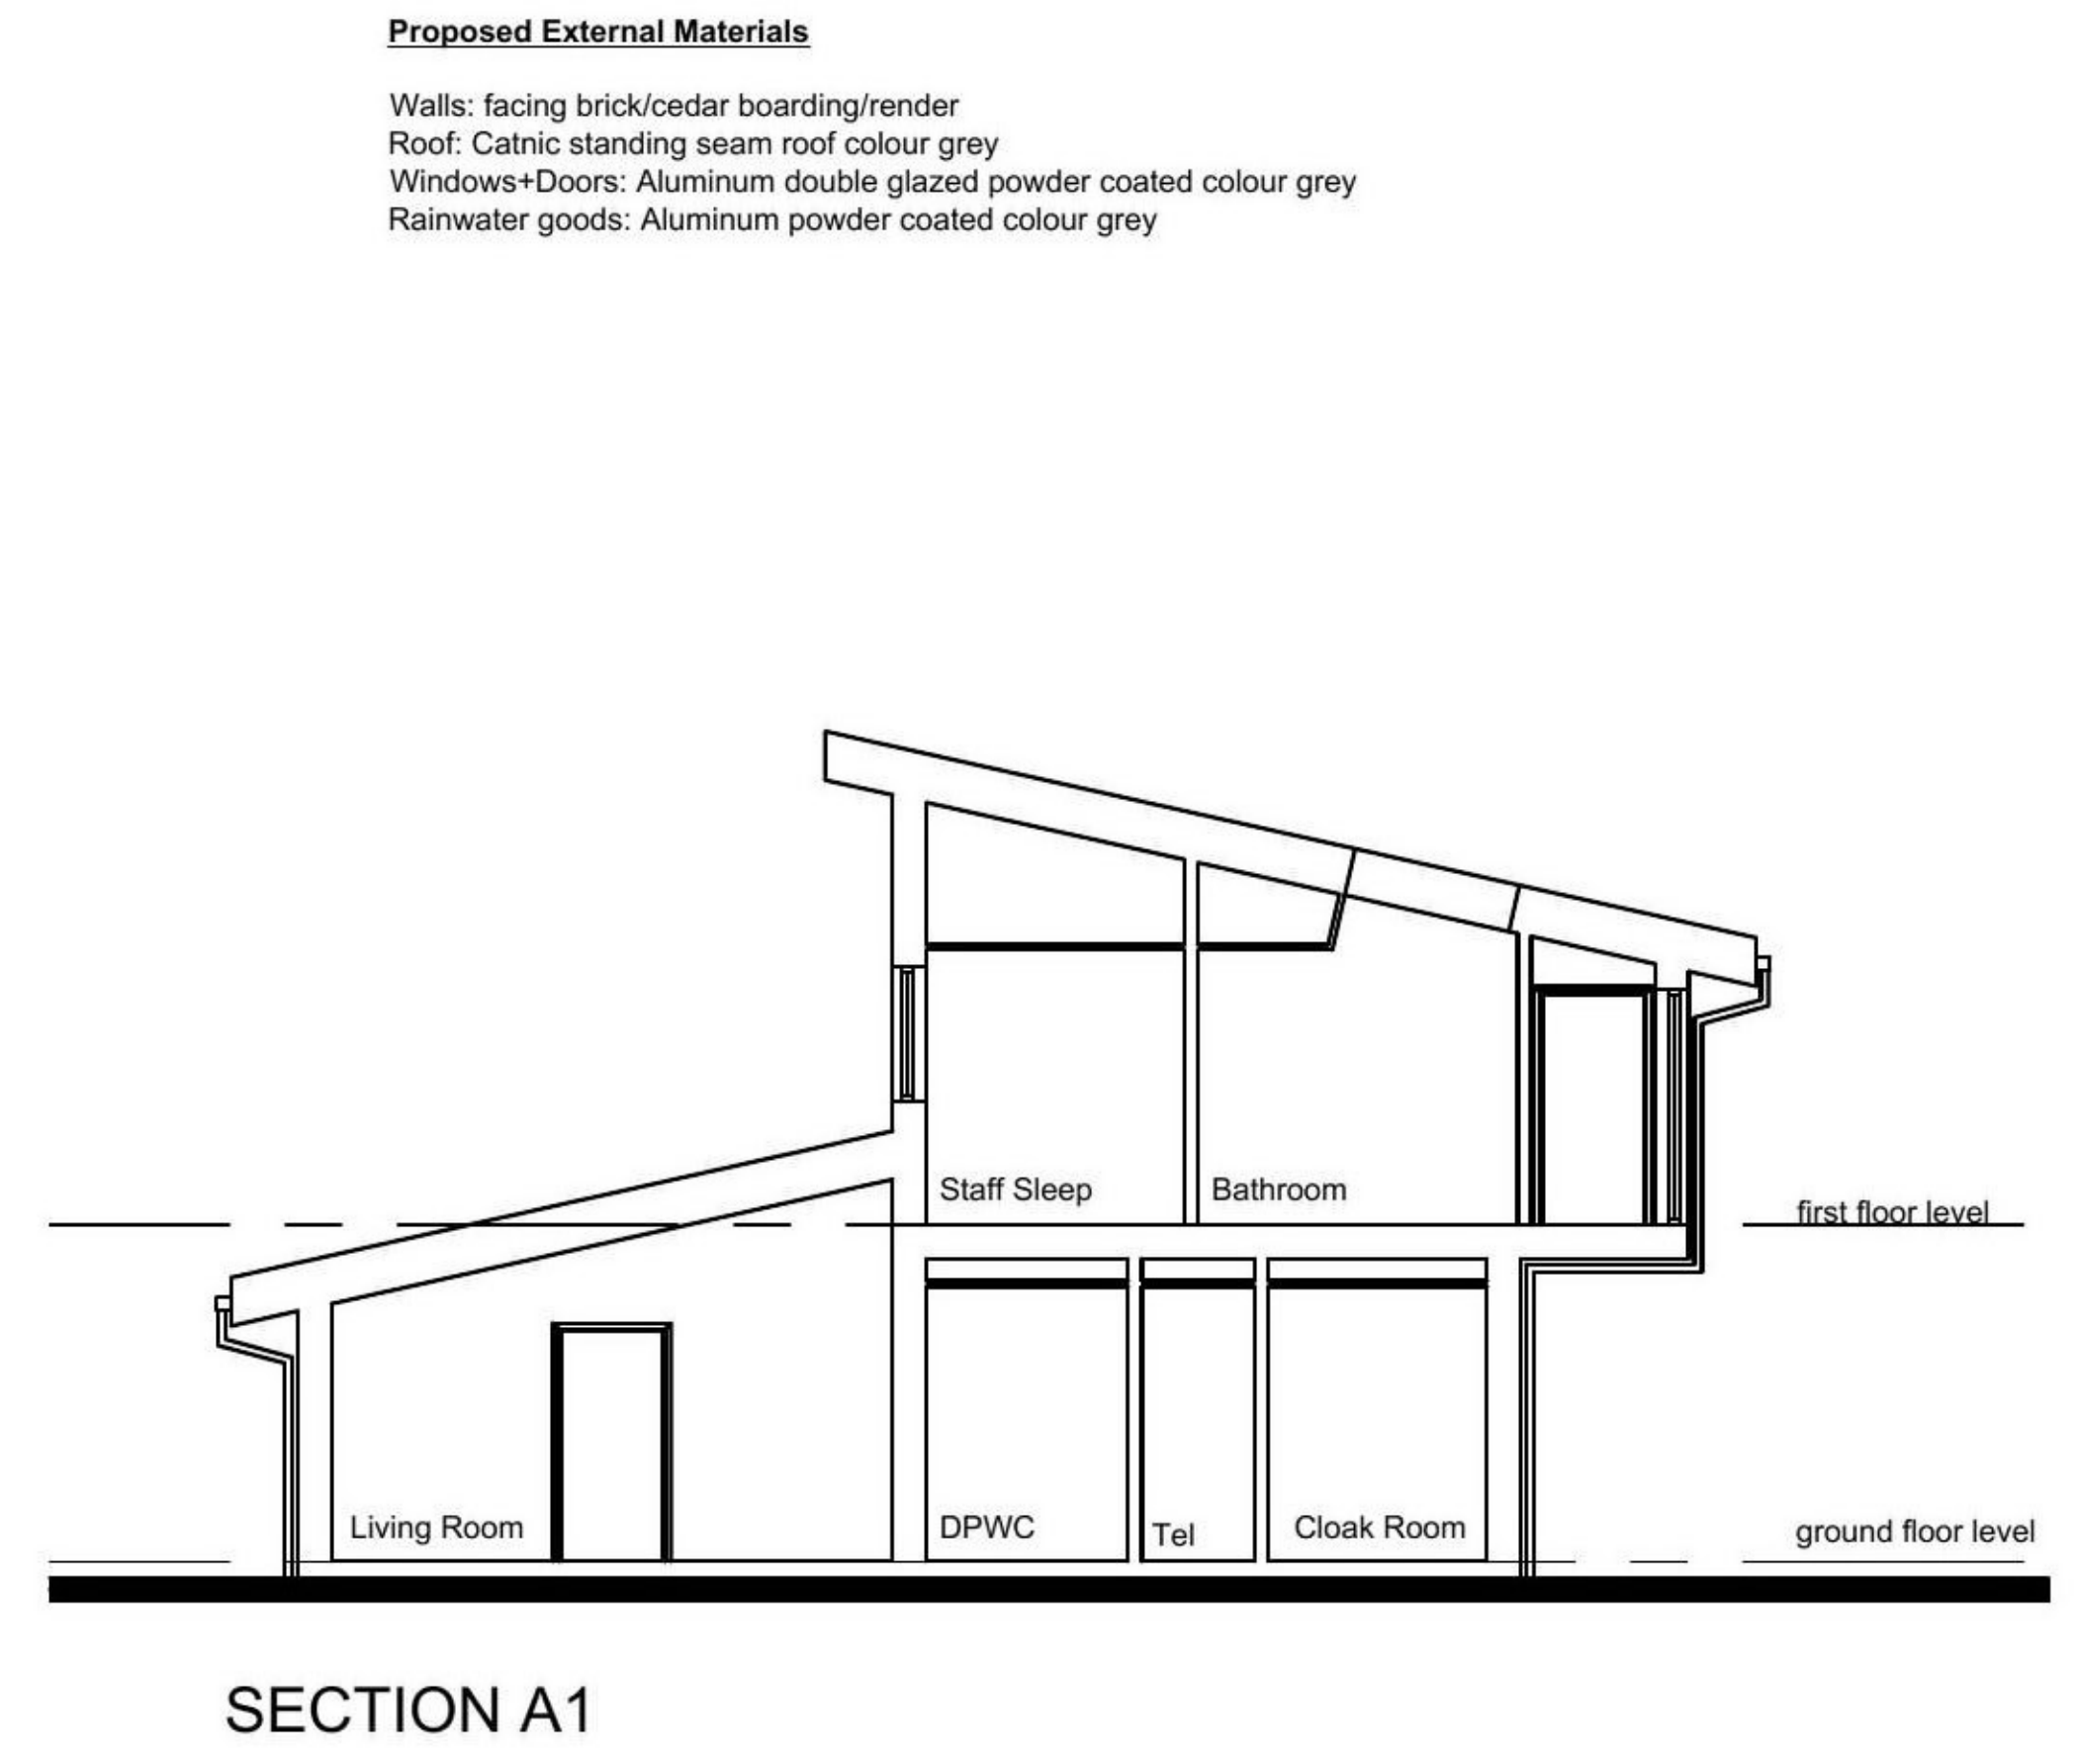 Proposed External Materials
Walls: facing brick/cedar boarding/render
Roof: Catnic standing seam roof colour grey
Windows+Doors: Aluminum double glazed powder coated colour grey
Rainwater goods: Aluminum powder coated colour grey
Staff Sleep
Bathroom
first floor level
Living Room
DPWC
Tel
Cloak Room
ground floor level
SECTION A1